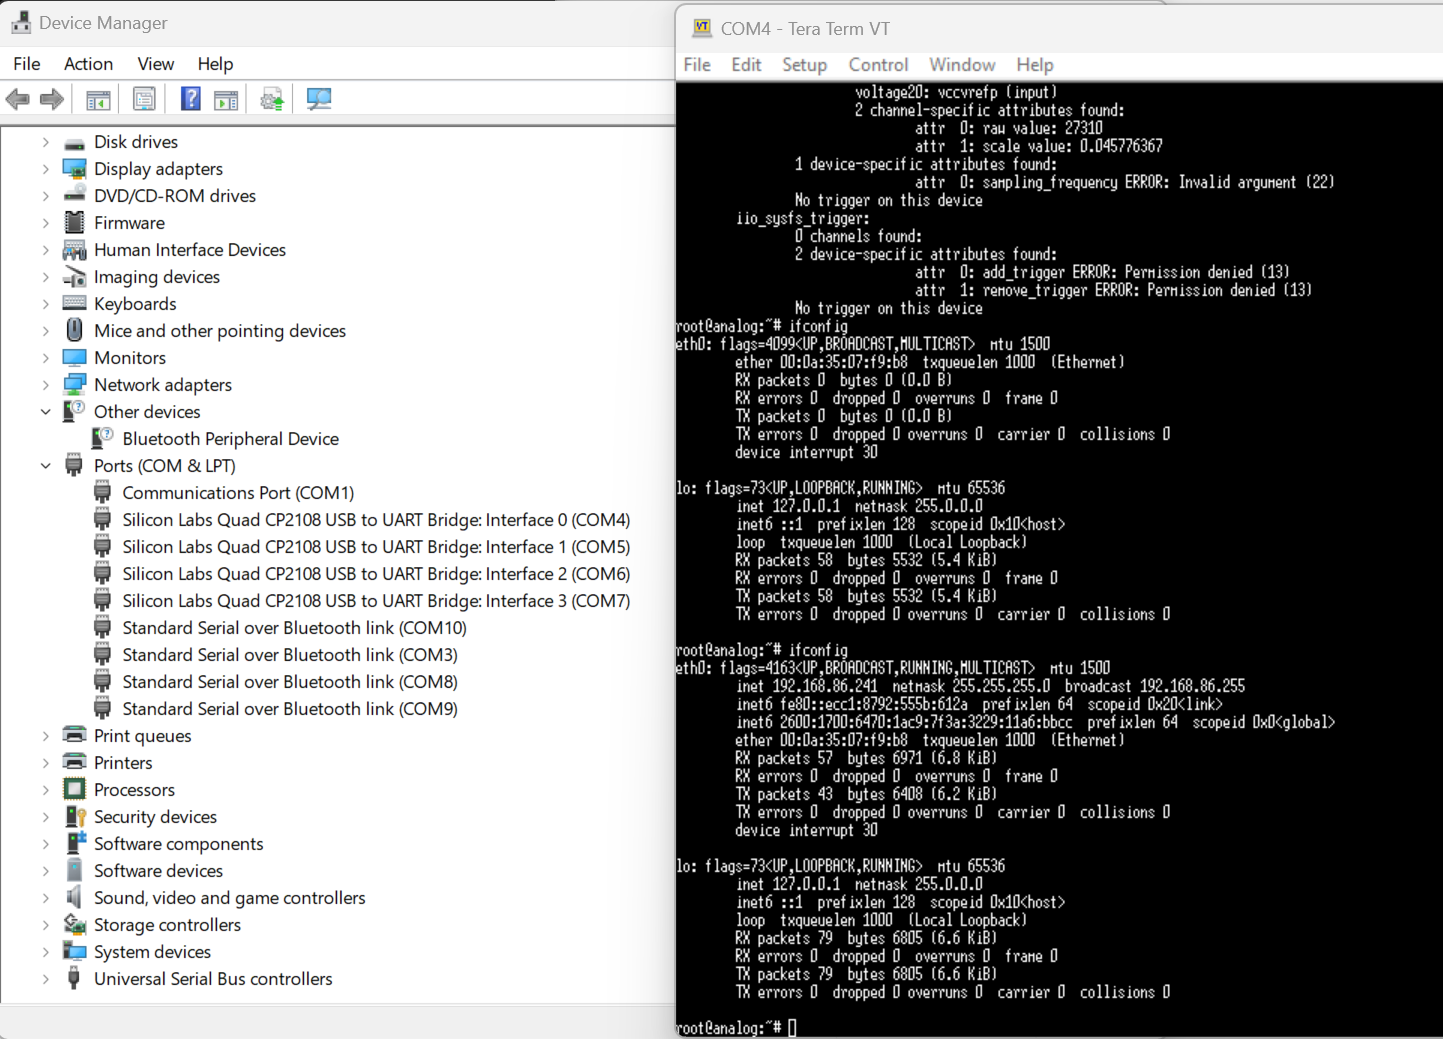 Device Manager
File Action View Help
Disk drives
Display adapters
DVD/CD-ROM drives
Firmware
Human Interface Devices
Imaging devices
Keyboards
Mice and other pointing devices
Monitors
Network adapters
Other devices
Bluetooth Peripheral Device
Ports (COM & LPT)
Communications Port (COM1)
Silicon Labs Quad CP2108 USB to UART Bridge: Interface 0 (COM4)
Silicon Labs Quad CP2108 USB to UART Bridge: Interface 1 (COM5)
Silicon Labs Quad CP2108 USB to UART Bridge: Interface 2 (COM6)
Silicon Labs Quad CP2108 USB to UART Bridge: Interface 3 (COM7)
Standard Serial over Bluetooth link (COM10)
Standard Serial over Bluetooth link (COM3)
Standard Serial over Bluetooth link (COM8)
Standard Serial over Bluetooth link (COM9)
Print queues
Printers
Processors
Security devices
Software components
Software devices
Sound, video and game controllers
Storage controllers
System devices
Universal Serial Bus controllers
COM4 - Tera Term VT
File Edit Setup Control Window Help
voltage20: vccvrefp (input)
2 channel-specific attributes found:
attr 0: raw value: 27310
attr 1: scale value: 0.045776367
1 device-specific attributes found:
attr 0: sampling_frequency ERROR: Invalid argument (22)
No trigger on this device
iio_sysfs_trigger:
0 channels found:
2 device-specific attributes found:
attr 0: add_trigger ERROR: Permission denied (13)
attr 1: remove_trigger ERROR: Permission denied (13)
No trigger on this device
root@analog:~# ifconfig
eth0: flags=4099<UP,BROADCAST,MULTICAST> mtu 1500
ether 00:0a:35:07:f9:b8 txqueuelen 1000 (Ethernet)
RX packets 0 bytes 0 (0.0 B)
RX errors 0 dropped 0 overruns 0 frame 0
TX packets 0 bytes 0 (0.0 B)
TX errors 0 dropped 0 overruns 0 carrier 0 collisions 0
device interrupt 30
lo: flags=73<UP,LOOPBACK,RUNNING> mtu 65536
inet 127.0.0.1 netmask 255.0.0.0
inet6 ::1 prefixlen 128 scopeid 0x10<host>
loop txqueuelen 1000 (Local Loopback)
RX packets 58 bytes 5532 (5.4 KiB)
RX errors 0 dropped 0 overruns 0 frame 0
TX packets 58 bytes 5532 (5.4 KiB)
TX errors 0 dropped 0 overruns 0 carrier 0 collisions 0
root@analog:~# ifconfig
eth0: flags=4163<UP,BROADCAST,RUNNING,MULTICAST> mtu 1500
inet 192.168.86.241 netmask 255.255.255.0 broadcast 192.168.86.255
inet6 fe80::ecc1:8792:555b:612a prefixlen 64 scopeid 0x20<link>
inet6 2600:1700:6470:1ac9:7f3a:3229:11a6:bbcc prefixlen 64 scopeid 0x0<global>
ether 00:0a:35:07:f9:b8 txqueuelen 1000 (Ethernet)
RX packets 57 bytes 6971 (6.8 KiB)
RX errors 0 dropped 0 overruns 0 frame 0
TX packets 43 bytes 6408 (6.2 KiB)
TX errors 0 dropped 0 overruns 0 carrier 0 collisions 0
device interrupt 30
lo: flags=73<UP,LOOPBACK,RUNNING> mtu 65536
inet 127.0.0.1 netmask 255.0.0.0
inet6 ::1 prefixlen 128 scopeid 0x10<host>
loop txqueuelen 1000 (Local Loopback)
RX packets 79 bytes 6805 (6.6 KiB)
RX errors 0 dropped 0 overruns 0 frame 0
TX packets 79 bytes 6805 (6.6 KiB)
TX errors 0 dropped 0 overruns 0 carrier 0 collisions 0
root@analog:~#